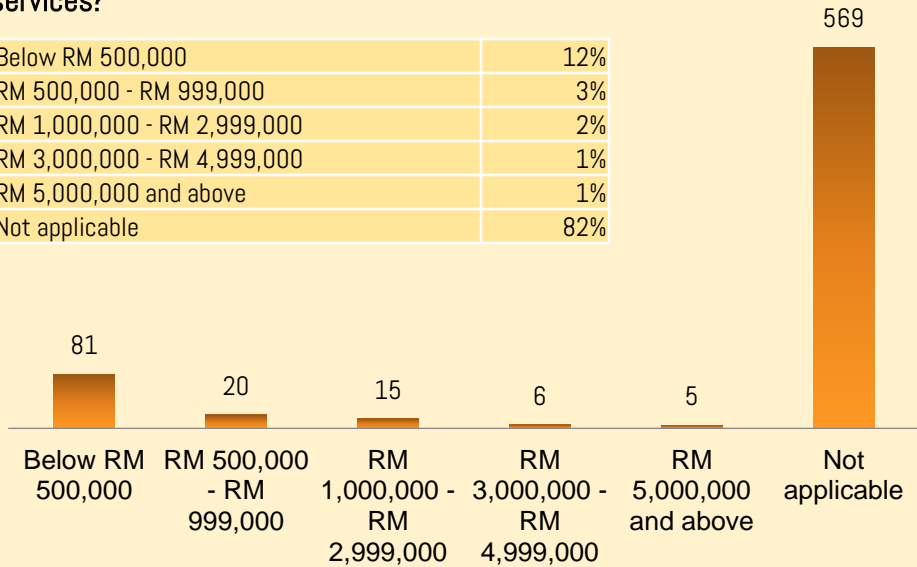 services?
Below RM 500,000 12%
RM 500,000 - RM 999,000 3%
RM 1,000,000 - RM 2,999,000 2%
RM 3,000,000 - RM 4,999,000 1%
RM 5,000,000 and above 1%
Not applicable 82%
569
81
20
15
6
5
Below RM
500,000
RM 500,000
- RM
999,000
RM
1,000,000 -
RM
2,999,000
RM
3,000,000 -
RM
4,999,000
RM
5,000,000
and above
Not
applicable